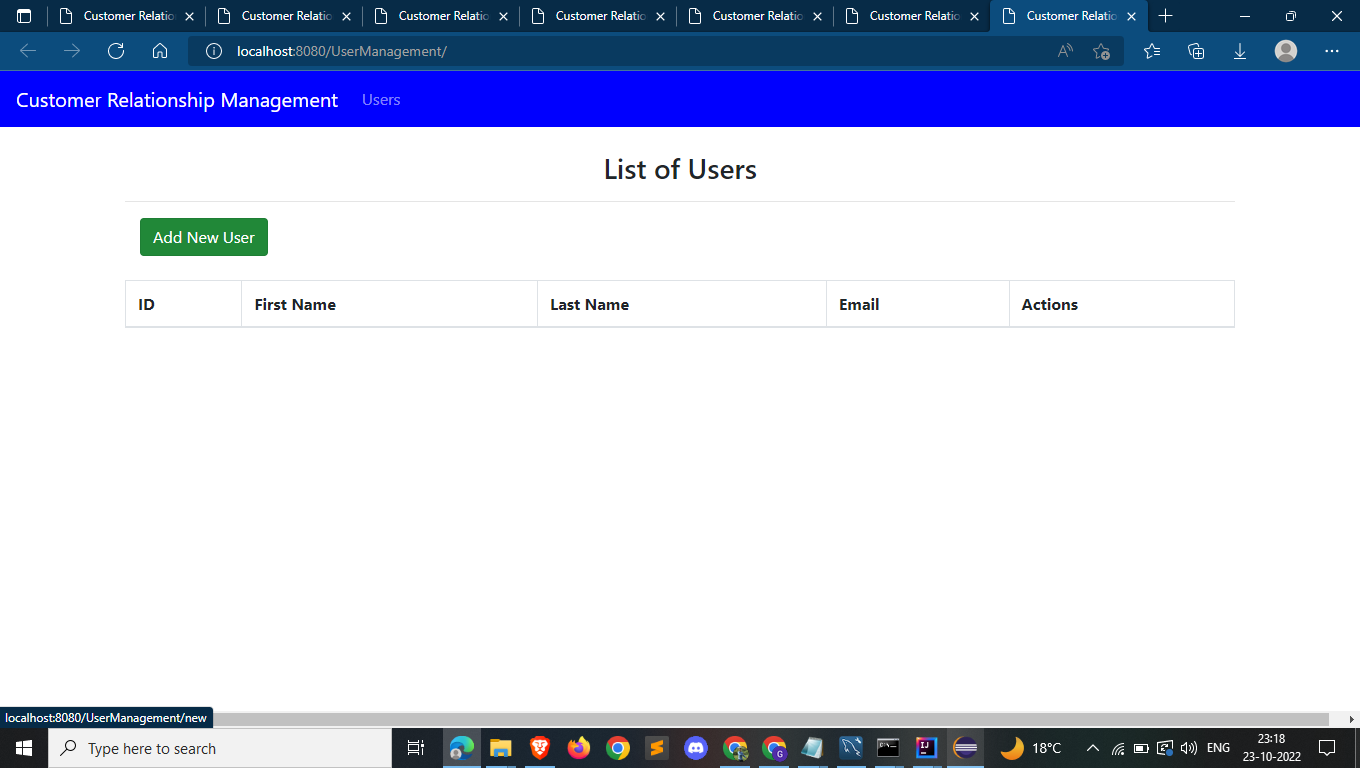 Customer Relatio
Customer Relatio
Customer Relatio
Customer Relatio
Customer Relatio
Customer Relatio
Customer Relatio
localhost:8080/UserManagement/
Customer Relationship Management Users
List of Users
Add New User
ID First Name Last Name Email Actions
localhost:8080/UserManagement/new
Type here to search
18°C
ENG
23:18
23-10-2022